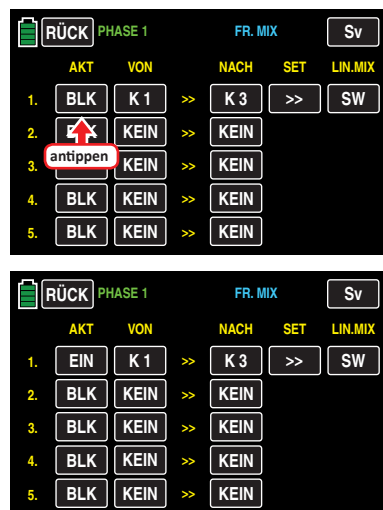 RÜCK PHASE 1 FR. MIX Sv
AKT VON NACH SET LIN.MIX
1. BLK K 1 >> K 3 >> SW
2. KEIN >> KEIN
antippen
3. KEIN >> KEIN
4. BLK KEIN >> KEIN
5. BLK KEIN >> KEIN
RÜCK PHASE 1 FR. MIX Sv
AKT VON NACH SET LIN.MIX
1. EIN K 1 >> K 3 >> SW
2. BLK KEIN >> KEIN
3. BLK KEIN >> KEIN
4. BLK KEIN >> KEIN
5. BLK KEIN >> KEIN